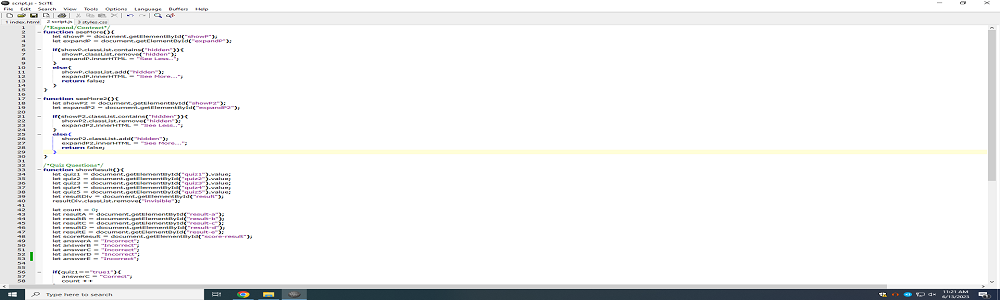 script.js - SciTE
File Edit Search View Tools Options Language Buffers Help
1 index.html 2 script.js 3 styles.css
1 /*Expand/Contract*/
2 function seeMore(){
3 let showP = document.getElementById("showP");
4 let expandP = document.getElementById("expandP");
5
6 if(showP.classList.contains("hidden")){
7 showP.classList.remove("hidden");
8 expandP.innerHTML = "See Less..";
9 }
10 else{
11 showP.classList.add("hidden");
12 expandP.innerHTML = "See More...";
13 return false;
14 }
15 }
16
17 function seeMore2(){
18 let showP2 = document.getElementById("showP2");
19 let expandP2 = document.getElementById("expandP2");
20
21 if(showP2.classList.contains("hidden")){
22 showP2.classList.remove("hidden");
23 expandP2.innerHTML = "See Less..";
24 }
25 else{
26 showP2.classList.add("hidden");
27 expandP2.innerHTML = "See More...";
28 return false;
29 }
30 }
31
32 /*Quiz Questions*/
33 function showResult(){
34 let quiz1 = document.getElementById("quiz1").value;
35 let quiz2 = document.getElementById("quiz2").value;
36 let quiz3 = document.getElementById("quiz3").value;
37 let quiz4 = document.getElementById("quiz4").value;
38 let quiz5 = document.getElementById("quiz5").value;
39 let resultDiv = document.getElementById("result");
40 resultDiv.classList.remove("invisible");
41
42 let count = 0;
43 let resultA = document.getElementById("result-a");
44 let resultB = document.getElementById("result-b");
45 let resultC = document.getElementById("result-c");
46 let resultD = document.getElementById("result-d");
47 let resultE = document.getElementById("result-e");
48 let scoreResult = document.getElementById("score-result");
49 let answerA = "Incorrect";
50 let answerB = "Incorrect";
51 let answerC = "Incorrect";
52 let answerD = "Incorrect";
53 let answerE = "Incorrect";
54
55
56 if(quiz1=="true1"){
57 answerC = "Correct";
58 count ++
Type here to search
11:21 AM
6/13/2023